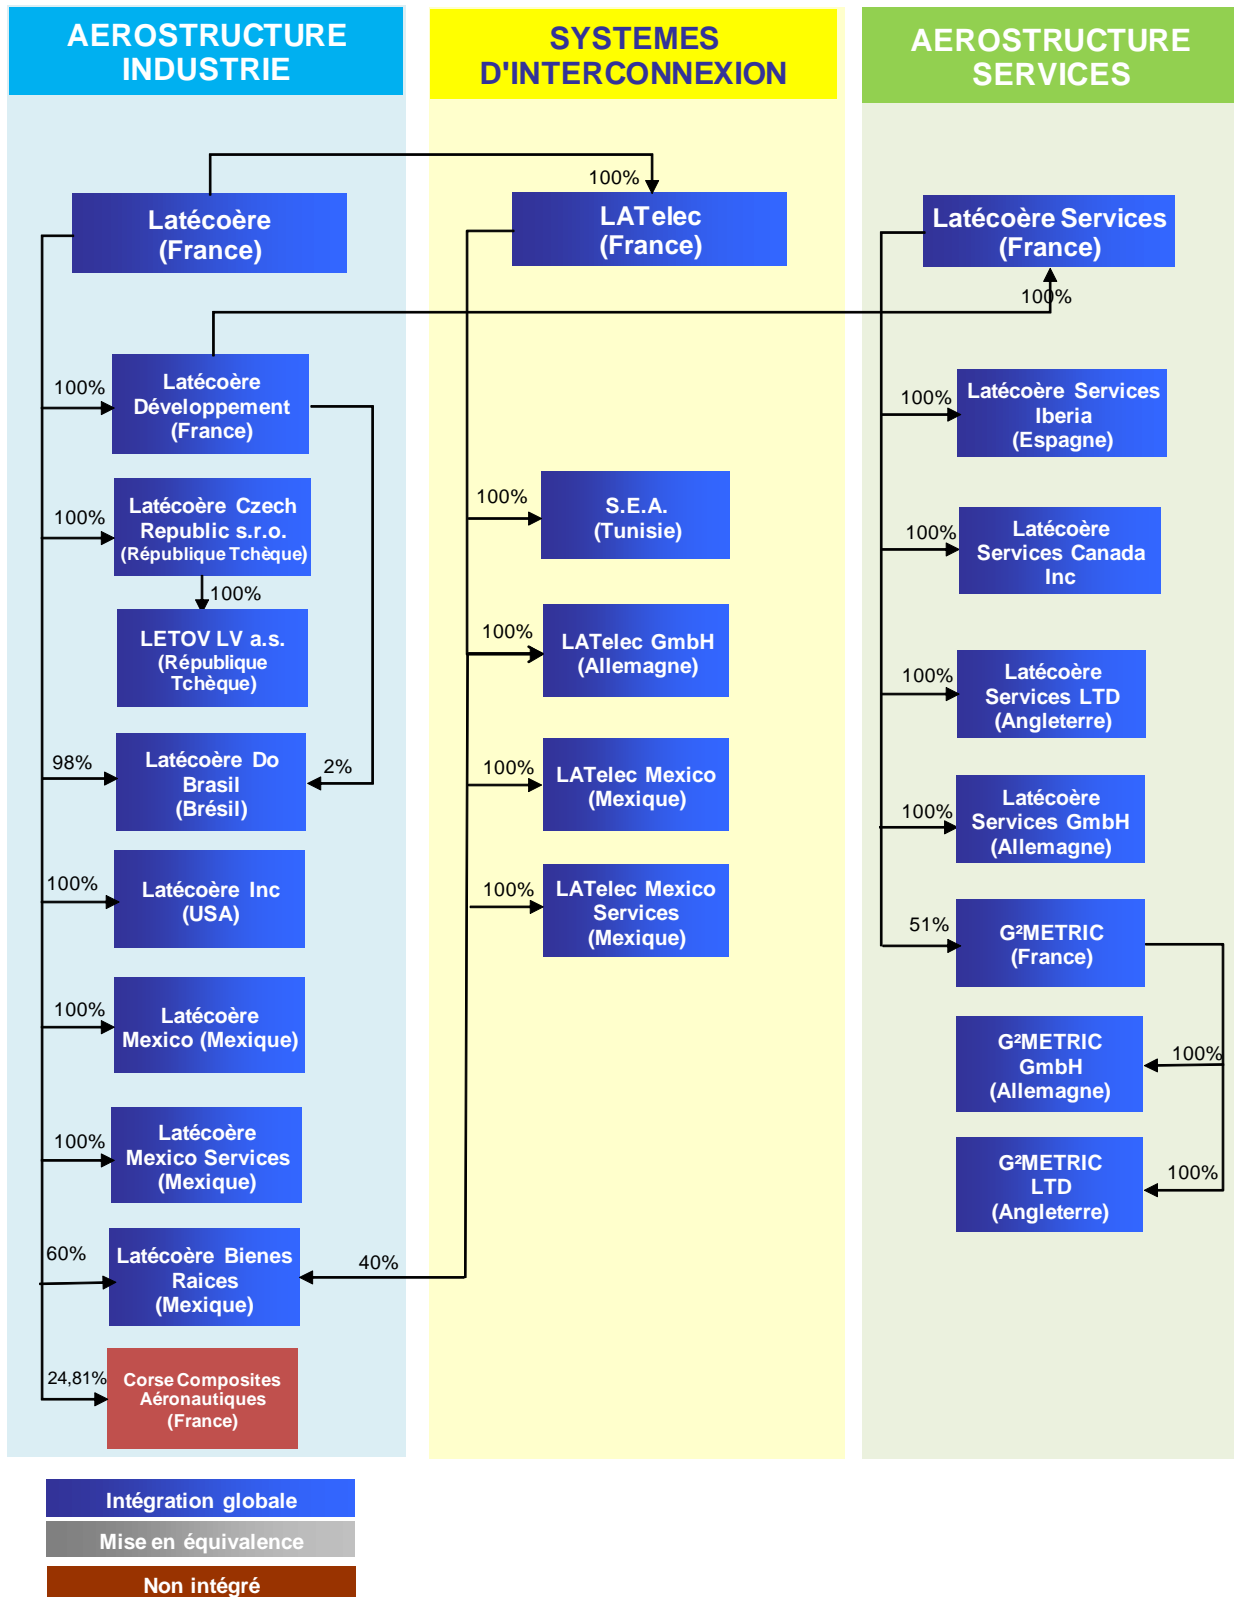 AEROSTRUCTURE
INDUSTRIE
100%
Latécoère
(France)
100%
Latécoère
Développement
(France)
100%
Latécoère Czech
Republic s.r.o.
(République Tchèque)
100%
LETOV LV a.s.
(République
Tchèque)
98%
Latécoère Do
Brasil
(Brésil)
2%
100%
Latécoère Inc
(USA)
100%
Latécoère
Mexico (Mexique)
100%
Latécoère
Mexico Services
(Mexique)
60%
Latécoère Bienes
Raices
(Mexique)
40%
24,81%
Corse Composites
Aéronautiques
(France)
SYSTEMES
D'INTERCONNEXION
LATelec
(France)
100%
S.E.A.
(Tunisie)
100%
LATelec GmbH
(Allemagne)
100%
LATelec Mexico
(Mexique)
100%
LATelec Mexico
Services
(Mexique)
AEROSTRUCTURE
SERVICES
Latécoère Services
(France)
100%
100%
Latécoère Services
Iberia
(Espagne)
100%
Latécoère
Services Canada
Inc
100%
Latécoère
Services LTD
(Angleterre)
100%
Latécoère
Services GmbH
(Allemagne)
51%
G²METRIC
(France)
G²METRIC
GmbH
(Allemagne)
100%
G²METRIC
LTD
(Angleterre)
100%
Intégration globale
Mise en équivalence
Non intégré